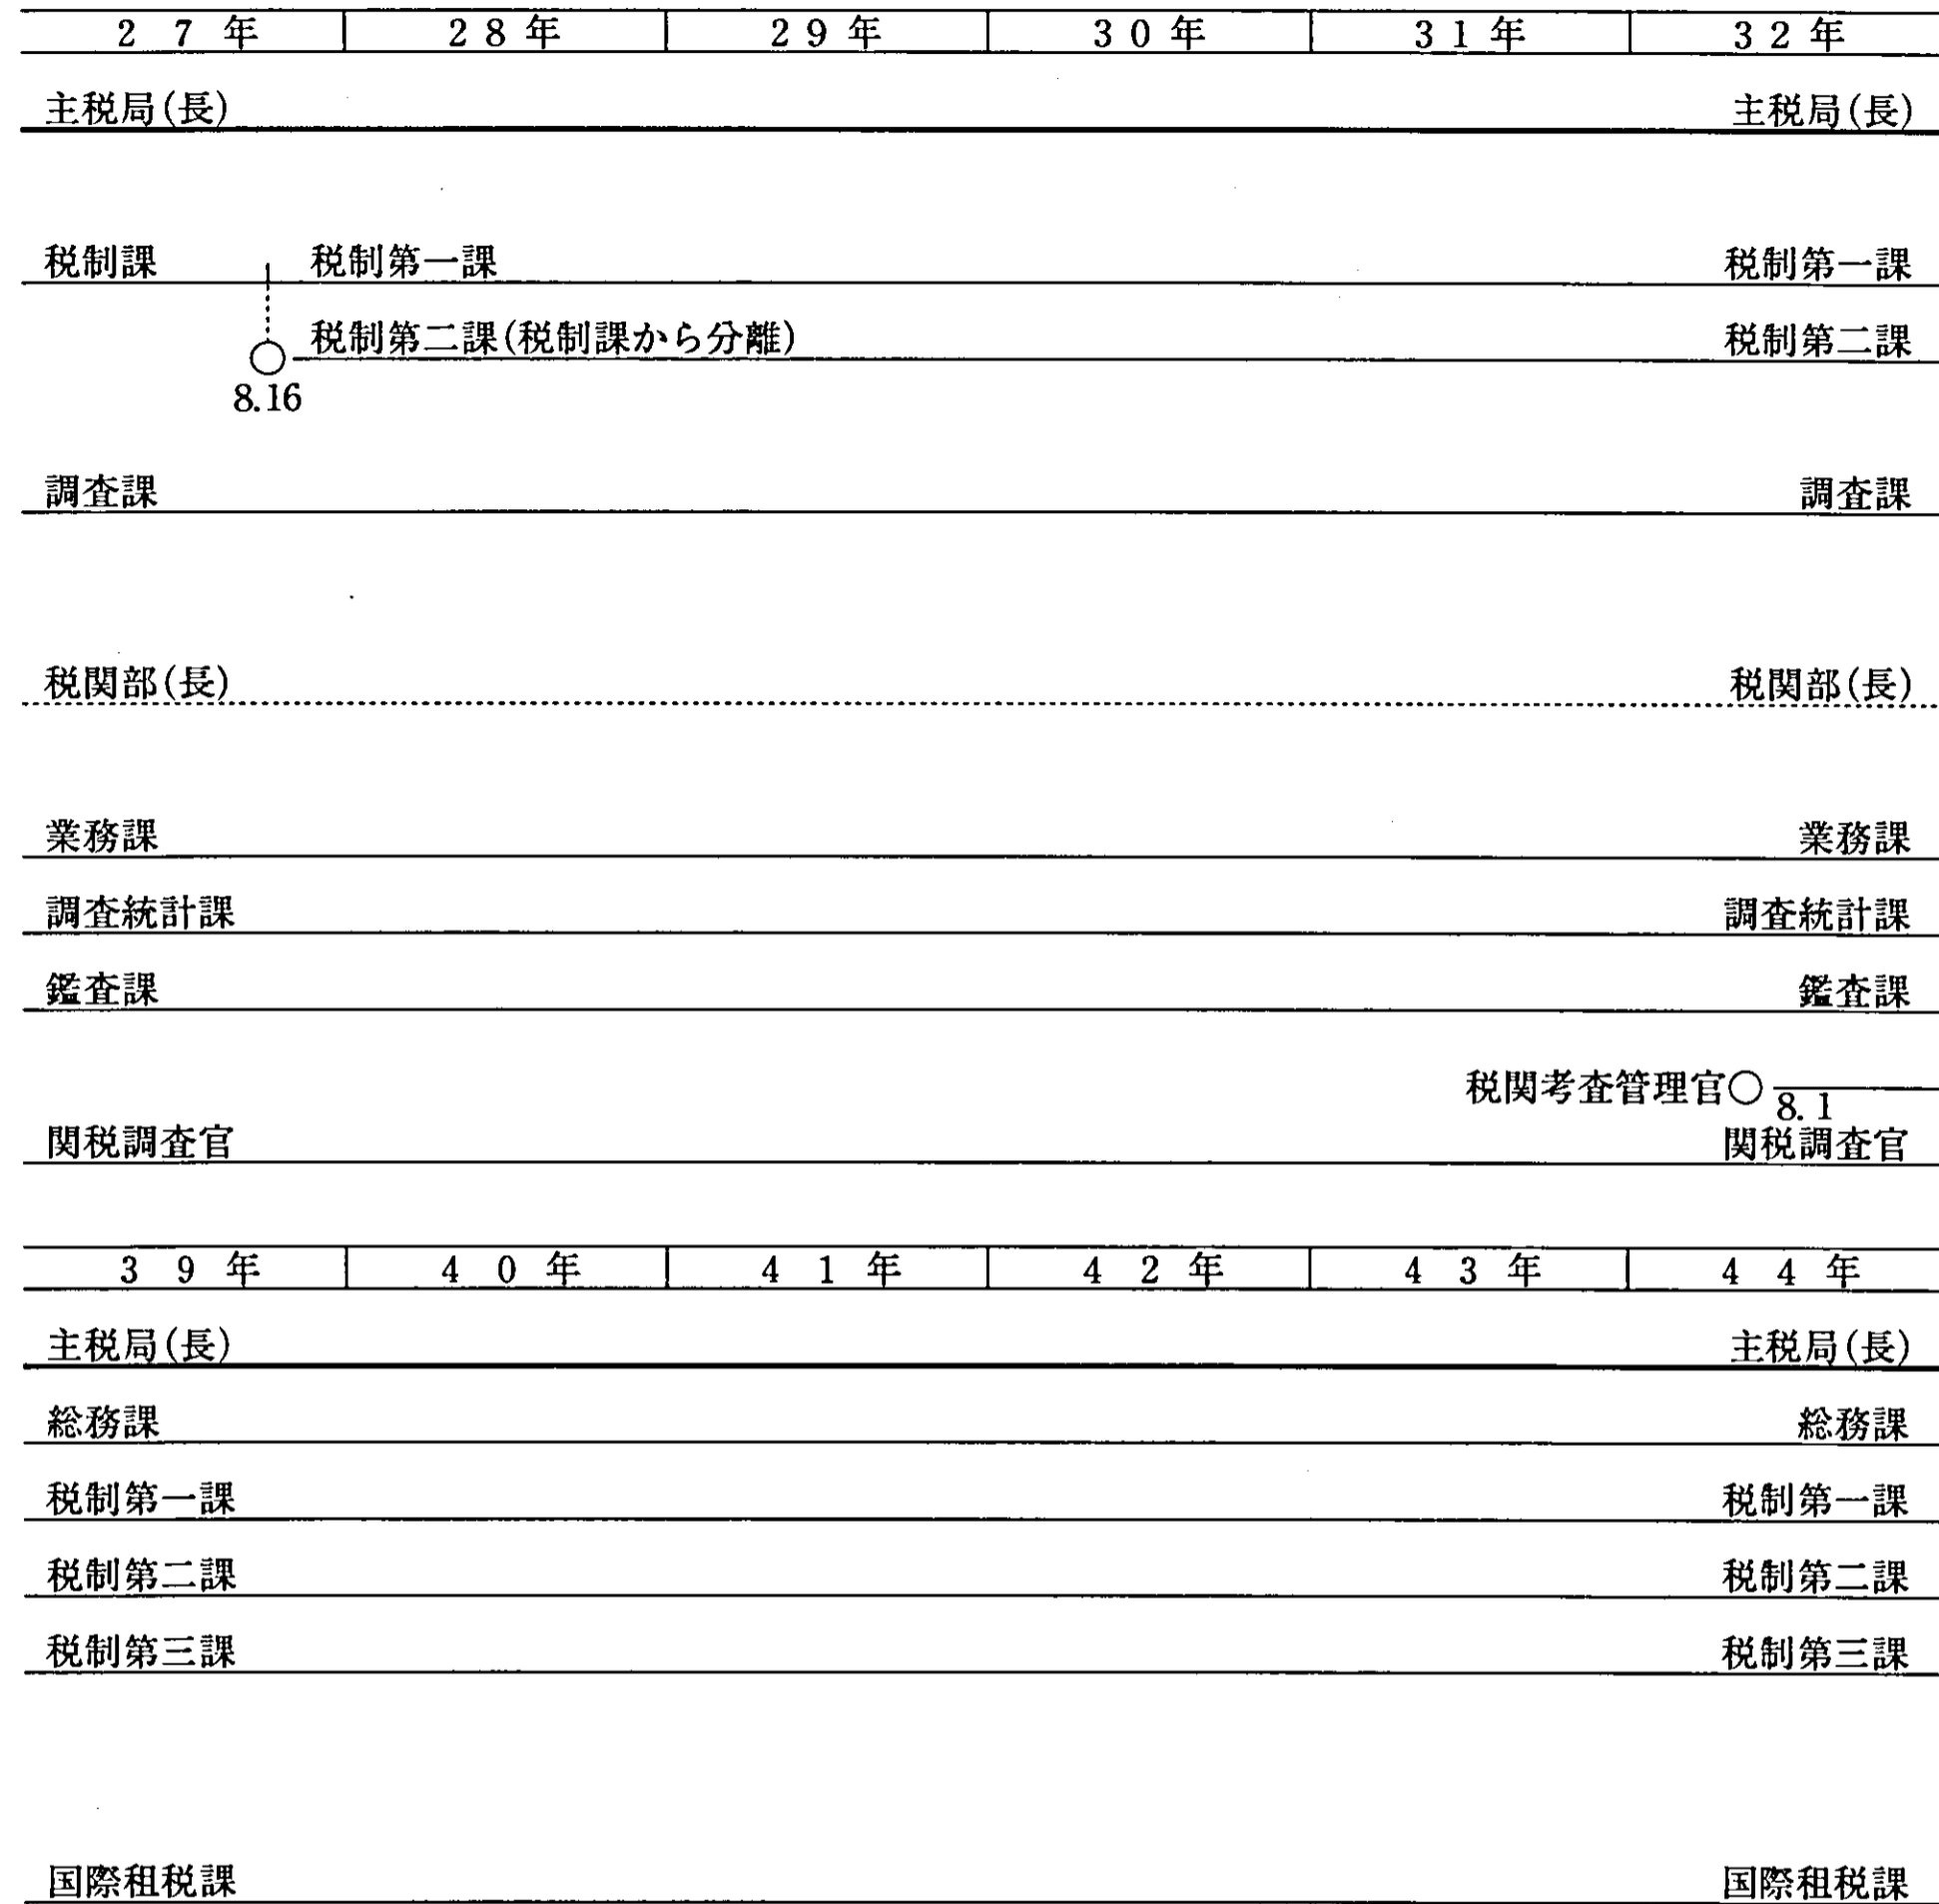 27年 28年 29年 30年 31年 32年
主税局(長) 主税局(長)
税制課 税制第一課 税制第一課
税制第二課(税制課から分離) 税制第二課
8.16
調査課 調査課
税関部(長) 税関部(長)
業務課 業務課
調査統計課 調査統計課
鑑査課 鑑査課
税関考査管理官○
8.1
関税調査官 関税調査官
39年 40年 41年 42年 43年 44年
主税局(長) 主税局(長)
総務課 総務課
税制第一課 税制第一課
税制第二課 税制第二課
税制第三課 税制第三課
国際租税課 国際租税課